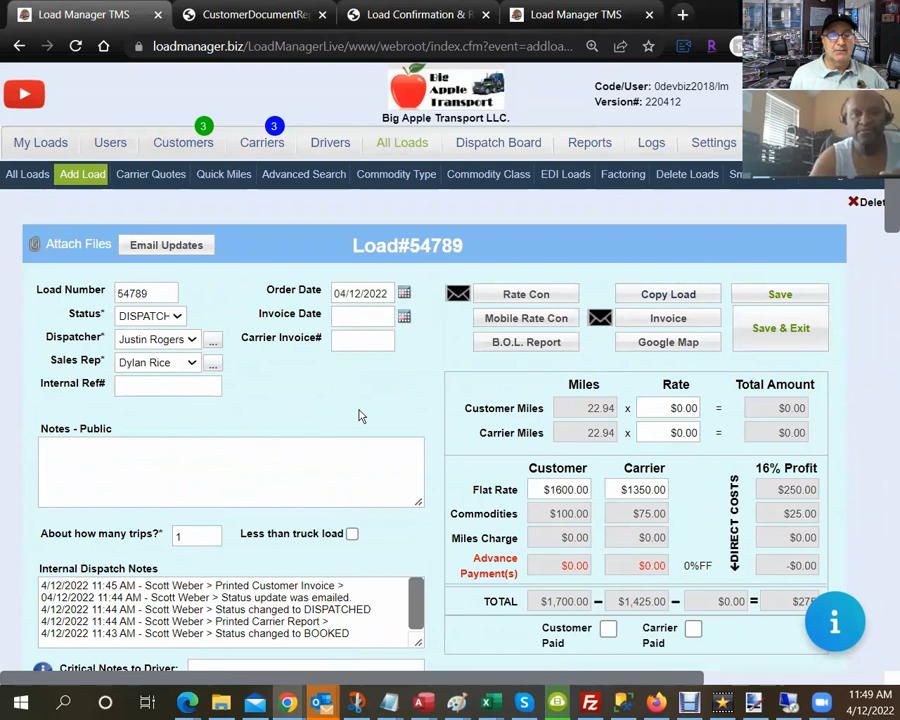 Load Manager TMS
CustomerDocumentRe
Load Confirmation & R
Load Manager TMS
loadmanager.biz/LoadManagerLive/www/webroot/index.cfm?event=addloa...
R
Big
Apple
Transport
Big Apple Transport LLC.
Code/User: 0devbiz2018/lm
Version#: 220412
3
3
My Loads Users Customers Carriers Drivers All Loads Dispatch Board Reports Logs Settings
All Loads Add Load Carrier Quotes Quick Miles Advanced Search Commodity Type Commodity Class EDI Loads Factoring Delete Loads Sm
Delet
Attach Files Email Updates Load#54789
Load Number 54789
Status* DISPATCH
Dispatcher* Justin Rogers ...
Sales Rep* Dylan Rice ...
Internal Ref#
Order Date 04/12/2022
Invoice Date
Carrier Invoice#
Rate Con Copy Load Save
Mobile Rate Con Invoice Save & Exit
B.O.L. Report Google Map
Notes - Public
Miles Rate Total Amount
Customer Miles 22.94 x $0.00 = $0.00
Carrier Miles 22.94 x $0.00 = $0.00
Customer Carrier 16% Profit
Flat Rate $1600.00 $1350.00 $250.00
Commodities $100.00 $75.00 $25.00
Miles Charge $0.00 $0.00 $0.00
Advance
Payment(s) $0.00 $0.00 0%FF -$0.00
DIRECT COSTS
TOTAL $1,700.00 – $1,425.00 – $0.00 = $275
Customer
Paid
Carrier
Paid
About how many trips?* 1 Less than truck load
Internal Dispatch Notes
4/12/2022 11:45 AM - Scott Weber > Printed Customer Invoice >
04/12/2022 11:44 AM - Scott Weber > Status update was emailed.
4/12/2022 11:44 AM - Scott Weber > Status changed to DISPATCHED
4/12/2022 11:44 AM - Scott Weber > Printed Carrier Report >
4/12/2022 11:43 AM - Scott Weber > Status changed to BOOKED
Critical Notes to Driver:
i
11:49 AM
4/12/2022